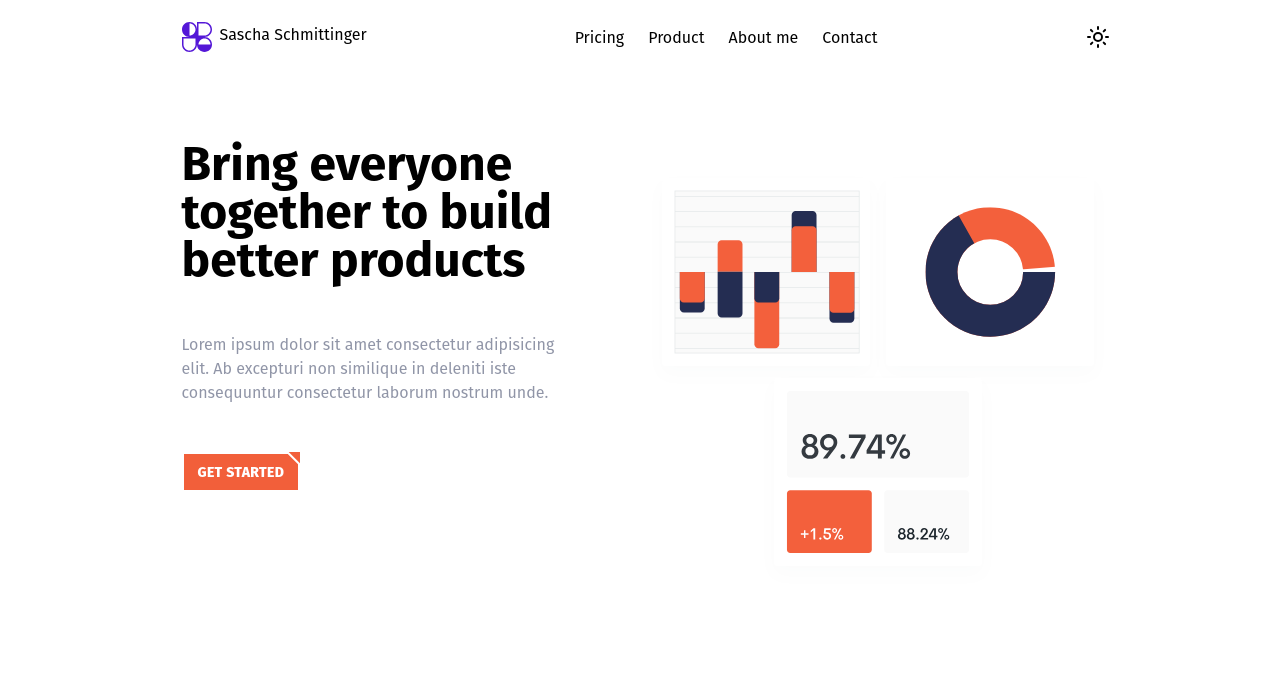 Sascha Schmittinger
Pricing
Product
About me
Contact
Bring everyone
together to build
better products
Lorem ipsum dolor sit amet consectetur adipisicing
elit. Ab excepturi non similique in deleniti iste
consequuntur consectetur laborum nostrum unde.
GET STARTED
89.74%
+1.5%
88.24%